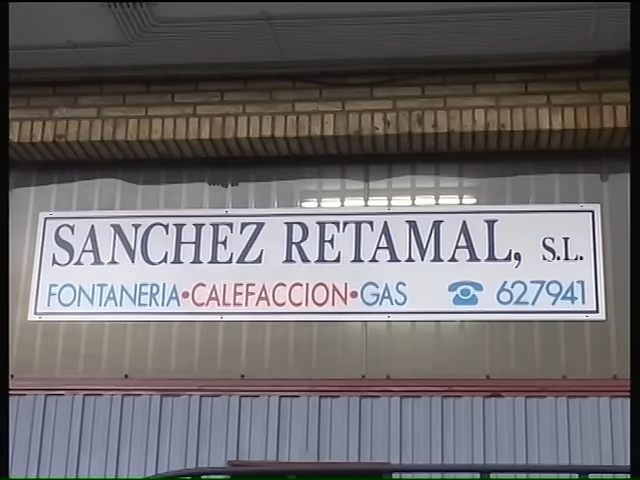 SANCHEZ RETAMAL, S.L.
FONTANERIA•CALEFACCION•GAS ☎ 627941